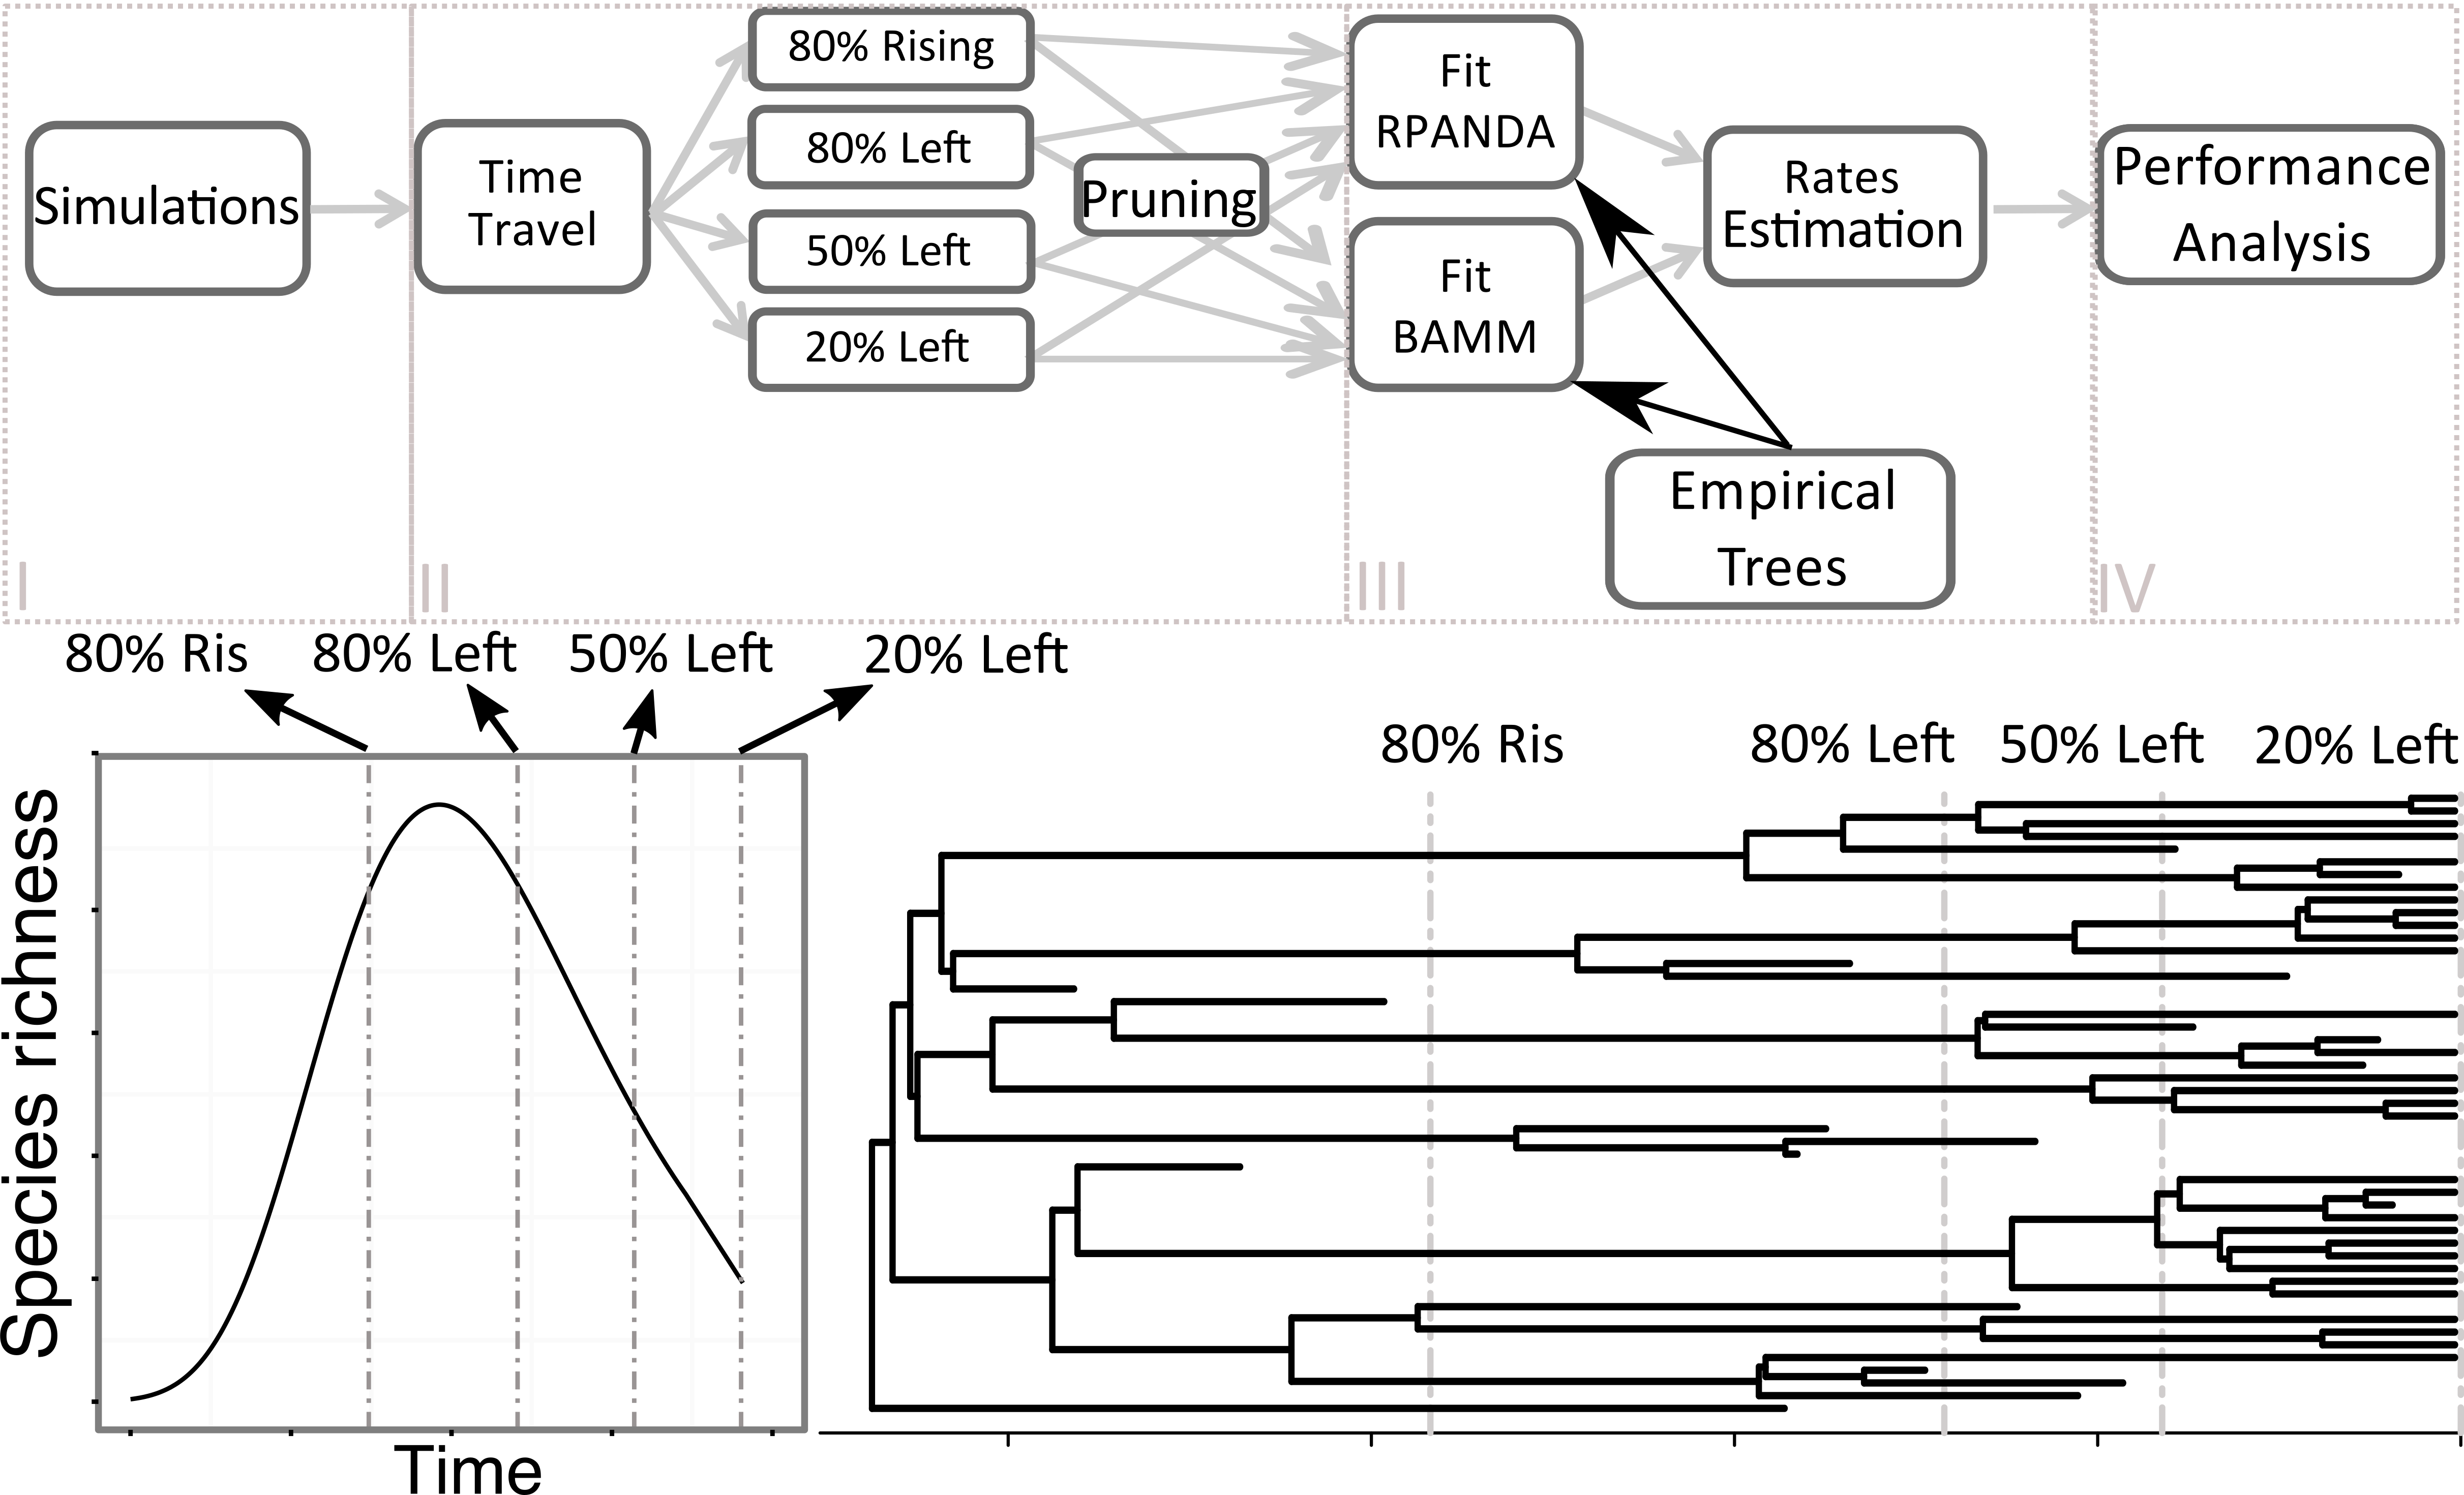 Simulations
Time
Travel
80% Rising
80% Left
50% Left
20% Left
Pruning
Fit
RPANDA
Fit
BAMM
Rates
Estimation
Performance
Analysis
Empirical
Trees
I
II
III
IV
80% Ris
80% Left
50% Left
20% Left
Species richness
Time
80% Ris
80% Left
50% Left
20% Left